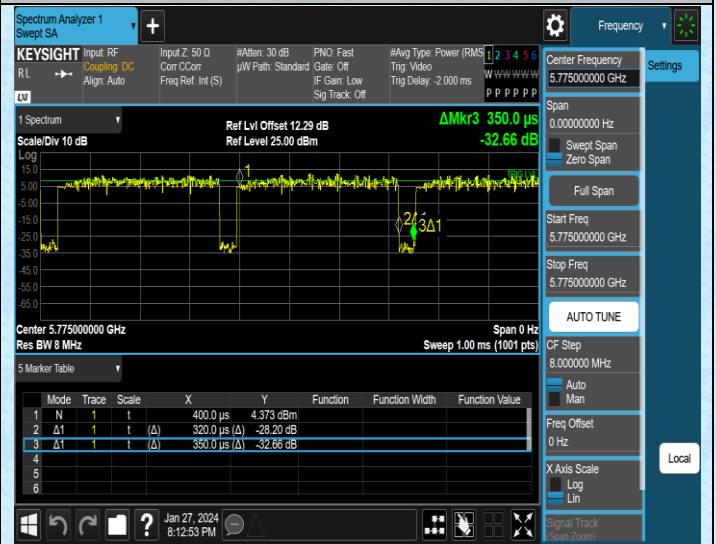 Spectrum Analyzer 1
Swept SA
+
Frequency
KEYSIGHT
RL
LXI
Input: RF
Coupling: DC
Align: Auto
Input Z: 50 Ω
Corr CCorr
Freq Ref: Int (S)
#Atten: 30 dB
µW Path: Standard
PNO: Fast
Gate: Off
IF Gain: Low
Sig Track: Off
#Avg Type: Power (RMS
Trig: Video
Trig Delay: -2.000 ms
1 2 3 4 5 6
W W W W W W
P P P P P P
1 Spectrum
Scale/Div 10 dB
Ref Lvl Offset 12.29 dB
Ref Level 25.00 dBm
ΔMkr3 350.0 µs
-32.66 dB
Log
15.0
5.00
-5.00
-15.0
-25.0
-35.0
-45.0
-55.0
-65.0
1
3Δ1
Center 5.775000000 GHz
Res BW 8 MHz
Span 0 Hz
Sweep 1.00 ms (1001 pts)
5 Marker Table
Mode Trace Scale X Y Function Function Width Function Value
1 N 1 t 400.0 µs 4.373 dBm
2 Δ1 1 t (Δ) 320.0 µs (Δ) -28.20 dB
3 Δ1 1 t (Δ) 350.0 µs (Δ) -32.66 dB
4
5
6
?
Jan 27, 2024
8:12:53 PM
Center Frequency
5.775000000 GHz
Span
0.00000000 Hz
Swept Span
Zero Span
Full Span
Start Freq
5.775000000 GHz
Stop Freq
5.775000000 GHz
AUTO TUNE
CF Step
8.000000 MHz
Auto
Man
Freq Offset
0 Hz
X Axis Scale
Log
Lin
Signal Track
(Span Zoom)
Settings
Local